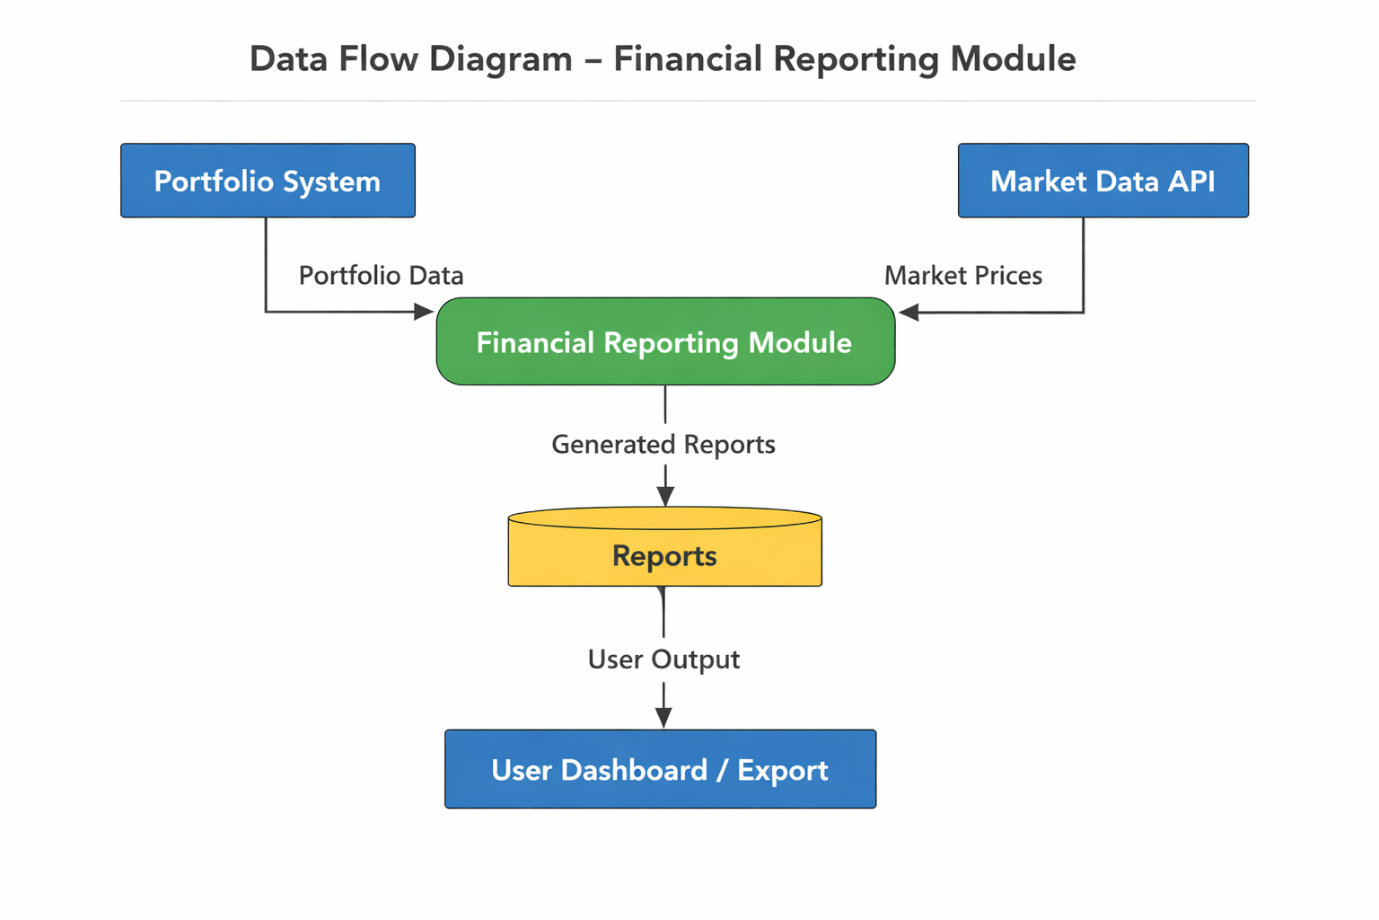 Data Flow Diagram – Financial Reporting Module
Portfolio System
Market Data API
Portfolio Data
Market Prices
Financial Reporting Module
Generated Reports
Reports
User Output
User Dashboard / Export